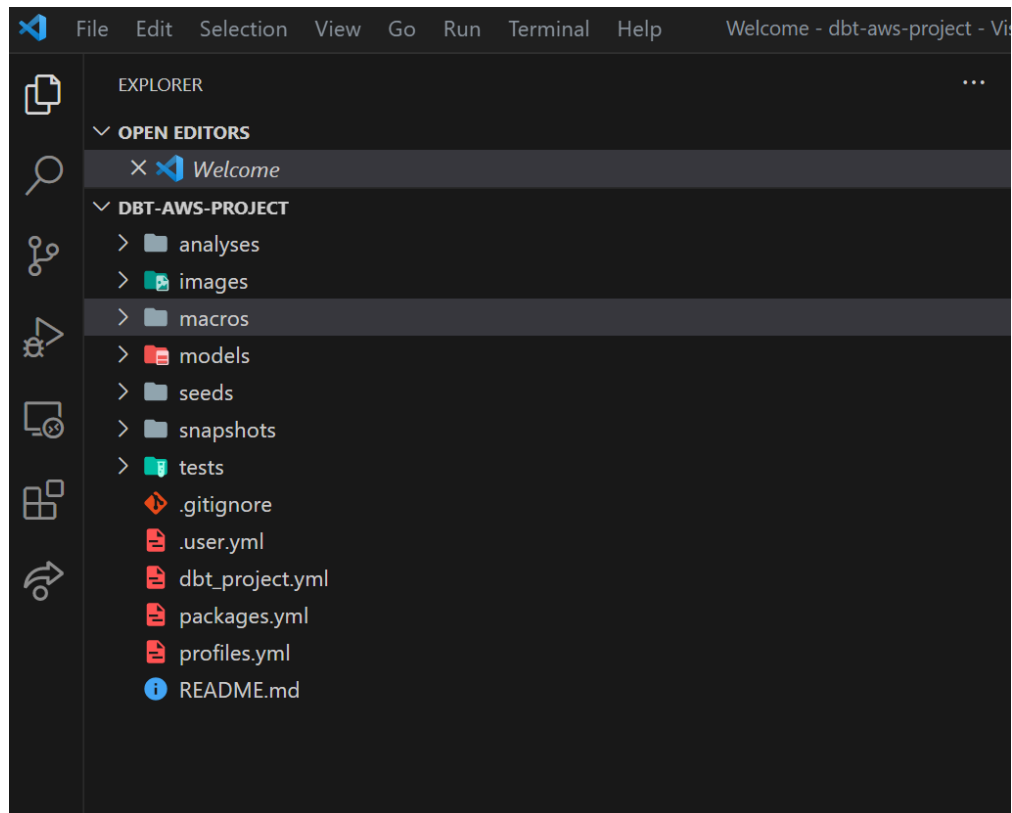 File Edit Selection View Go Run Terminal Help Welcome - dbt-aws-project - Vis
EXPLORER
OPEN EDITORS
Welcome
DBT-AWS-PROJECT
analyses
images
macros
models
seeds
snapshots
tests
.gitignore
.user.yml
dbt_project.yml
packages.yml
profiles.yml
README.md